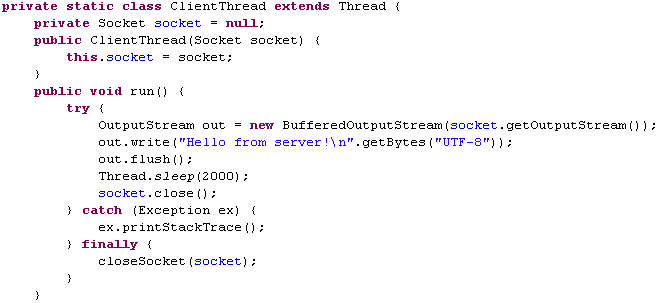 private static class ClientThread extends Thread {
    private Socket socket = null;
    public ClientThread(Socket socket) {
        this.socket = socket;
    }
    public void run() {
        try {
            OutputStream out = new BufferedOutputStream(socket.getOutputStream());
            out.write("Hello from server!\n".getBytes("UTF-8"));
            out.flush();
            Thread.sleep(2000);
            socket.close();
        } catch (Exception ex) {
            ex.printStackTrace();
        } finally {
            closeSocket(socket);
        }
    }